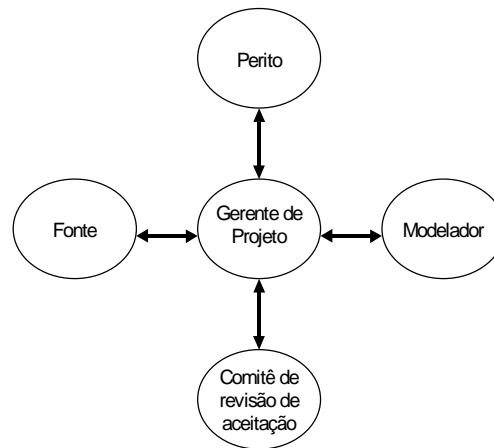 Perito
Fonte
Gerente de
Projeto
Modelador
Comitê de
revisão de
aceitação